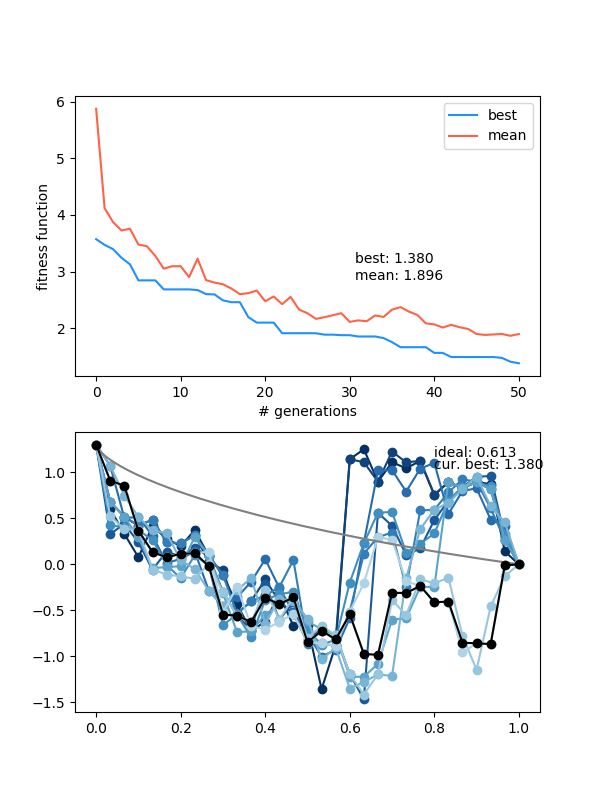 6
5
4
3
2
fitness function
best
mean
best: 1.380
mean: 1.896
0
10
20
30
40
50
# generations
1.0
0.5
0.0
−0.5
−1.0
−1.5
ideal: 0.613
cur. best: 1.380
0.0
0.2
0.4
0.6
0.8
1.0